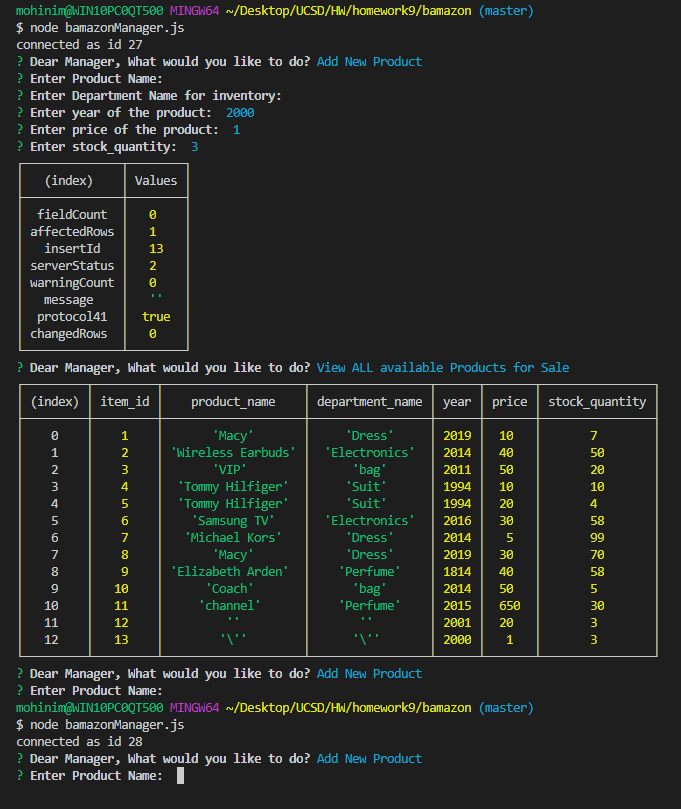 mohinim@WIN10PC0QT500 MINGW64 ~/Desktop/UCSD/HW/homework9/bamazon (master)
$ node bamazonManager.js
connected as id 27
? Dear Manager, What would you like to do? Add New Product
? Enter Product Name:
? Enter Department Name for inventory:
? Enter year of the product:  2000
? Enter price of the product:  1
? Enter stock_quantity:  3
(index) Values
fieldCount 0
affectedRows 1
insertId 13
serverStatus 2
warningCount 0
message ''
protocol41 true
changedRows 0
? Dear Manager, What would you like to do? View ALL available Products for Sale
(index) item_id product_name department_name year price stock_quantity
0 1 'Macy' 'Dress' 2019 10 7
1 2 'Wireless Earbuds' 'Electronics' 2014 40 50
2 3 'VIP' 'bag' 2011 50 20
3 4 'Tommy Hilfiger' 'Suit' 1994 10 10
4 5 'Tommy Hilfiger' 'Suit' 1994 20 4
5 6 'Samsung TV' 'Electronics' 2016 30 58
6 7 'Michael Kors' 'Dress' 2014 5 99
7 8 'Macy' 'Dress' 2019 30 70
8 9 'Elizabeth Arden' 'Perfume' 1814 40 58
9 10 'Coach' 'bag' 2014 50 5
10 11 'channel' 'Perfume' 2015 650 30
11 12 '' '' 2001 20 3
12 13 '\'' '\'' 2000 1 3
? Dear Manager, What would you like to do? Add New Product
? Enter Product Name:
mohinim@WIN10PC0QT500 MINGW64 ~/Desktop/UCSD/HW/homework9/bamazon (master)
$ node bamazonManager.js
connected as id 28
? Dear Manager, What would you like to do? Add New Product
? Enter Product Name: